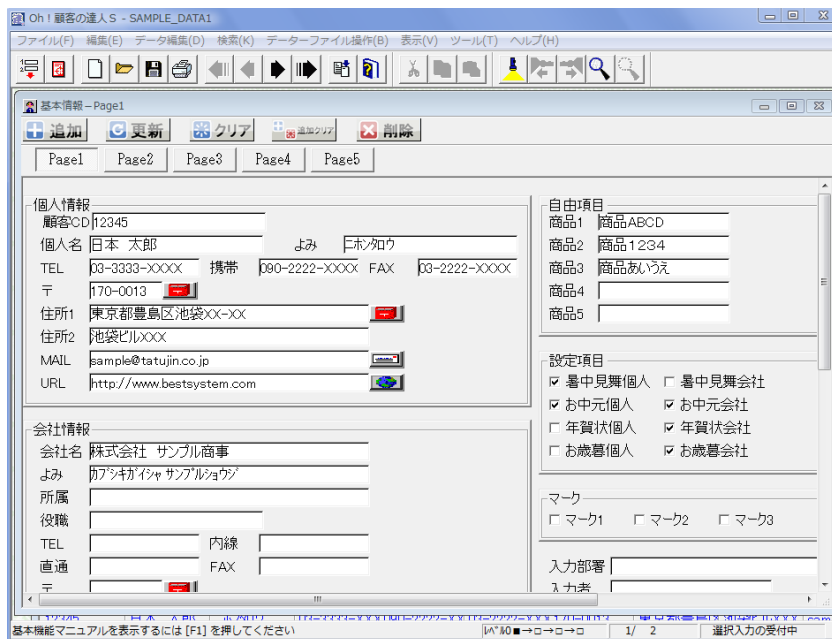 Oh！顧客の達人Ｓ - SAMPLE_DATA1
ファイル(F) 編集(E) データ編集(D) 検索(K) データーファイル操作(B) 表示(V) ツール(T) ヘルプ(H)
基本情報－Page1
追加 更新 クリア 追加クリア 削除
Page1 Page2 Page3 Page4 Page5
個人情報
顧客CD 12345
個人名 日本 太郎 よみ ﾆﾎﾝﾀﾛｳ
TEL 03-3333-XXXX 携帯 090-2222-XXXX FAX 03-2222-XXXX
〒 170-0013
住所1 東京都豊島区池袋XX-XX
住所2 池袋ビルXXX
MAIL sample@tatujin.co.jp
URL http://www.bestsystem.com
会社情報
会社名 株式会社 サンプル商事
よみ ｶﾌﾞｼｷｶﾞｲｼｬ ｻﾝﾌﾟﾙｼｮｳｼﾞ
所属
役職
TEL 内線
直通 FAX
〒
自由項目
商品1 商品ABCD
商品2 商品１２３４
商品3 商品あいうえ
商品4
商品5
設定項目
暑中見舞個人 暑中見舞会社
お中元個人 お中元会社
年賀状個人 年賀状会社
お歳暮個人 お歳暮会社
マーク
マーク1 マーク2 マーク3
入力部署
入力者
基本機能マニュアルを表示するには [F1] を押してください ﾚﾍﾞﾙ0 ■→□→□→□ 1/ 2 選択入力の受付中